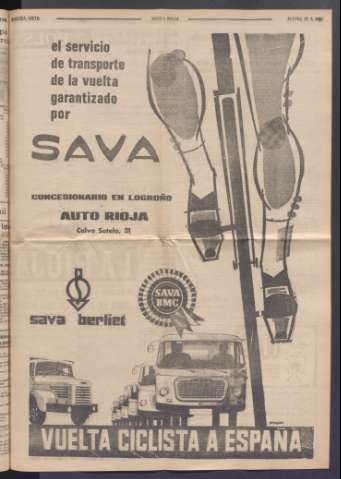 el servicio
de transporte
de la vuelta
garantizado
por
SAVA
CONCESIONARIO EN LOGROÑO
AUTO RIOJA
Calvo Sotelo, 31
SAVA
BMC
sava berliet
VUELTA CICLISTA A ESPAÑA